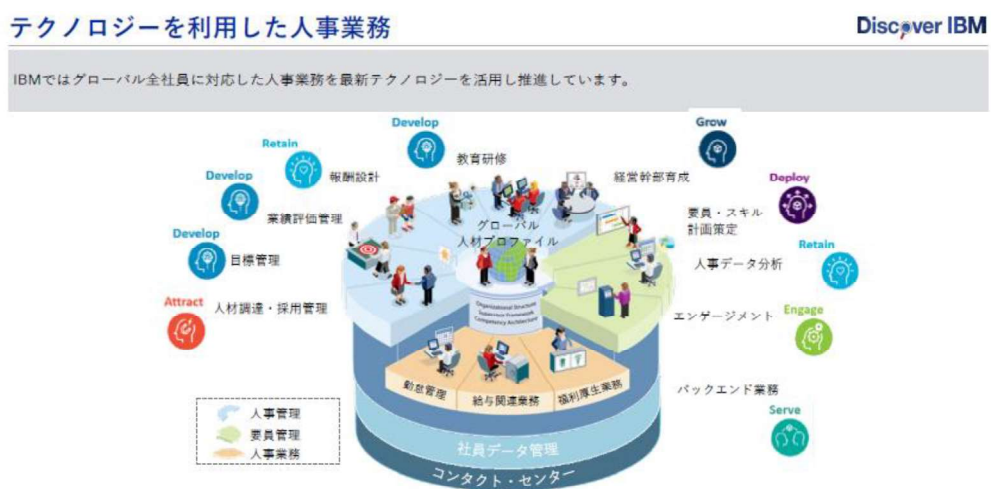 テクノロジーを利用した人事業務
Discover IBM
IBMではグローバル全社員に対応した人事業務を最新テクノロジーを活用し推進しています。
Develop
教育研修
Grow
経営幹部育成
Retain
報酬設計
Develop
業績評価管理
Deploy
要員・スキル
計画策定
グローバル
人材プロファイル
Develop
目標管理
Retain
人事データ分析
Attract
人材調達・採用管理
Organizational Structure
Competency Architecture
エンゲージメント
Engage
勤怠管理
給与関連業務
福利厚生業務
バックエンド業務
Serve
人事管理
要員管理
人事業務
社員データ管理
コンタクト・センター